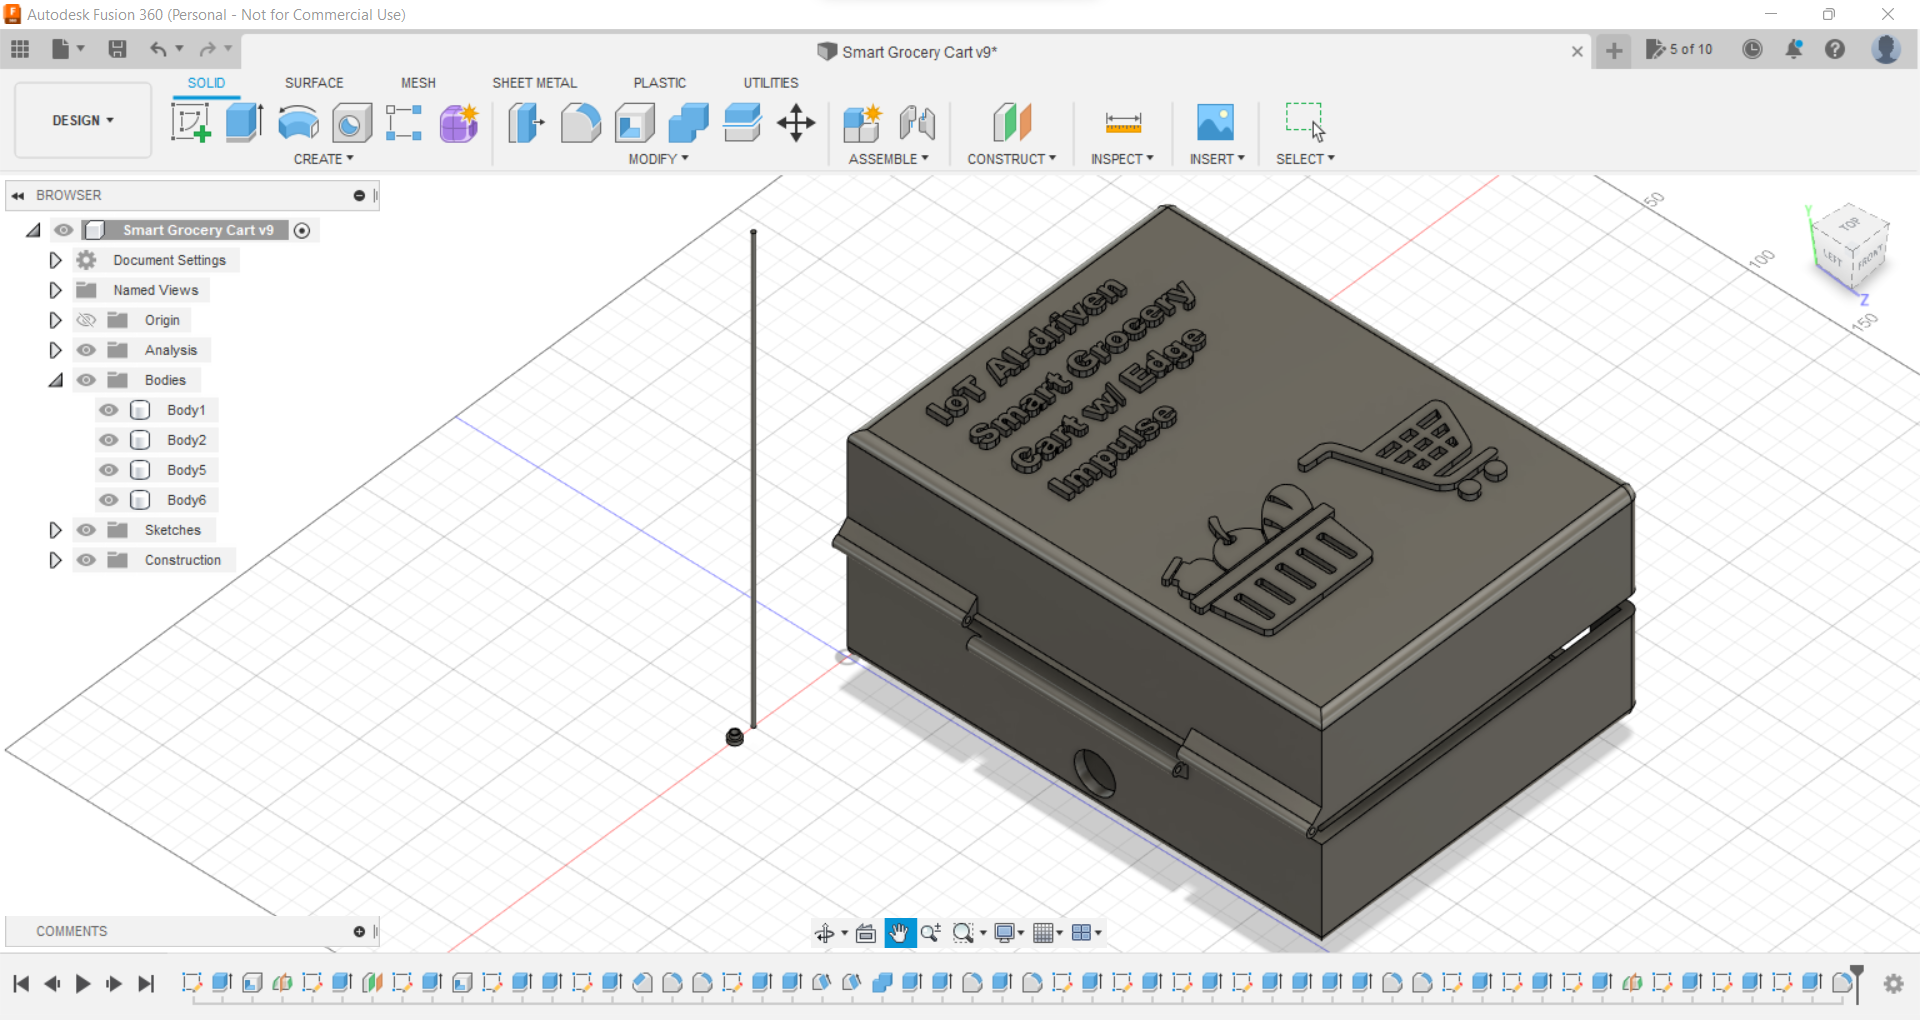 Autodesk Fusion 360 (Personal - Not for Commercial Use)
Smart Grocery Cart v9*
5 of 10
SOLID SURFACE MESH SHEET METAL PLASTIC UTILITIES
DESIGN
CREATE MODIFY ASSEMBLE CONSTRUCT INSPECT INSERT SELECT
BROWSER
Smart Grocery Cart v9
Document Settings
Named Views
Origin
Analysis
Bodies
Body1
Body2
Body5
Body6
Sketches
Construction
IoT AI-driven
Smart Grocery
Cart w/ Edge
Impulse
50
100
150
Y
TOP
LEFT
FRONT
Z
COMMENTS